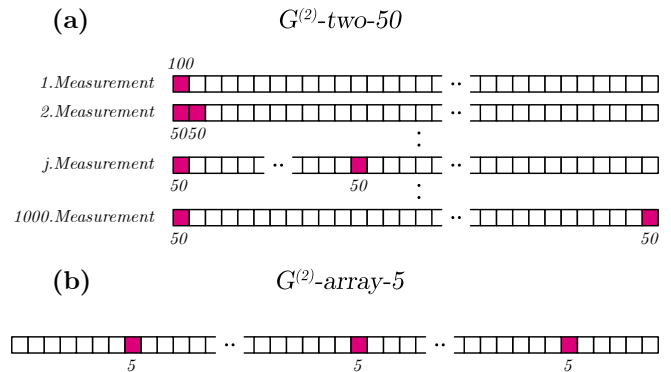 (a) G⁽²⁾-two-50
100
1.Measurement ··
2.Measurement ··
5050
:
j.Measurement ·· ··
50 50
:
1000.Measurement ··
50 50
(b) G⁽²⁾-array-5
·· ··
5 5 5